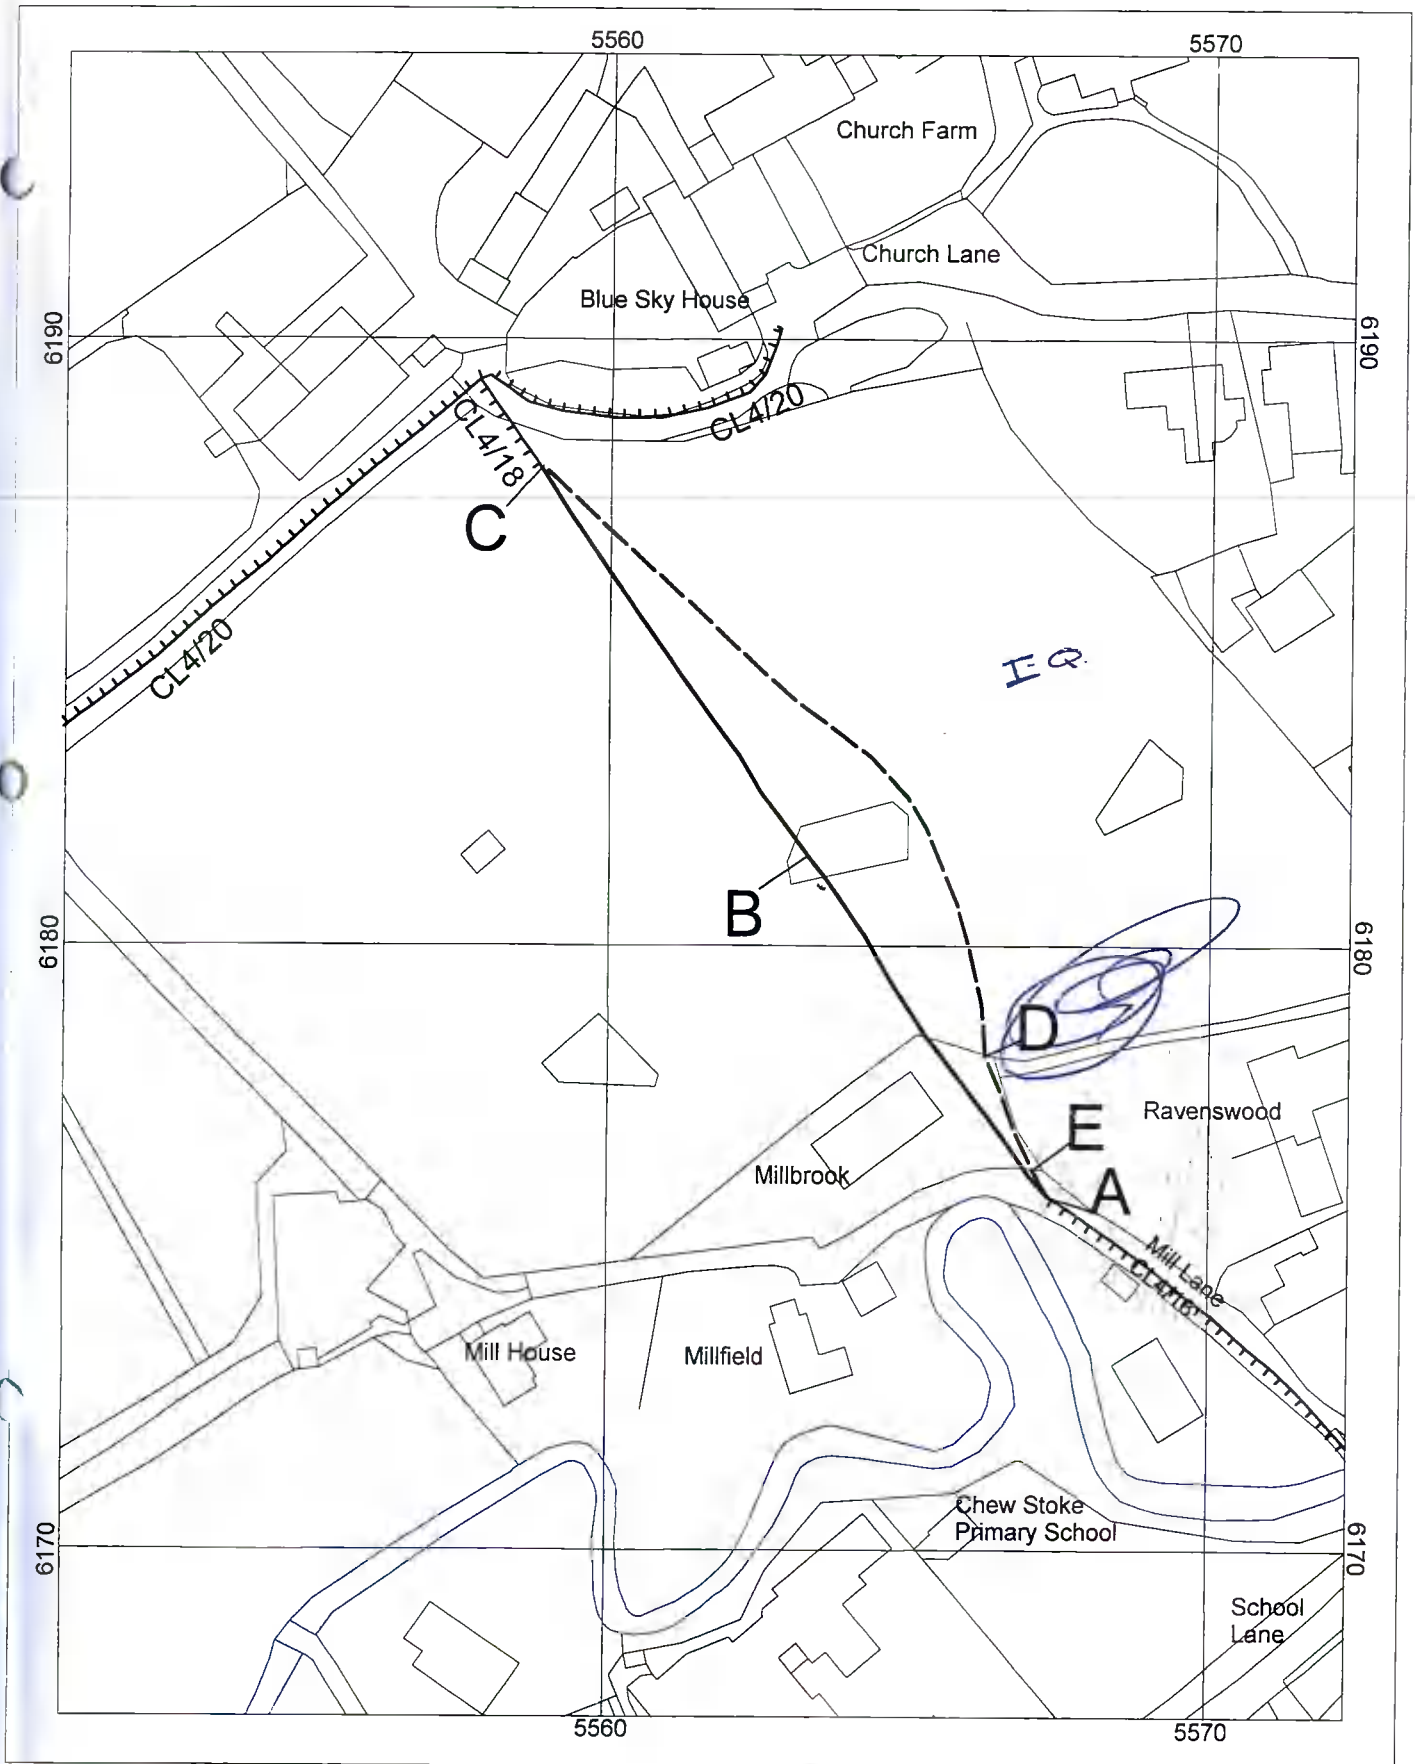 5560
5570
Church Farm
Church Lane
Blue Sky House
6190
6190
CL4/20
CL4/18
C
CL4/20
I-Q.
B
6180
6180
D
E
Ravenswood
Millbrook
A
Mill Lane
CL4/18
Mill House
Millfield
Chew Stoke
Primary School
6170
6170
School
Lane
5560
5570